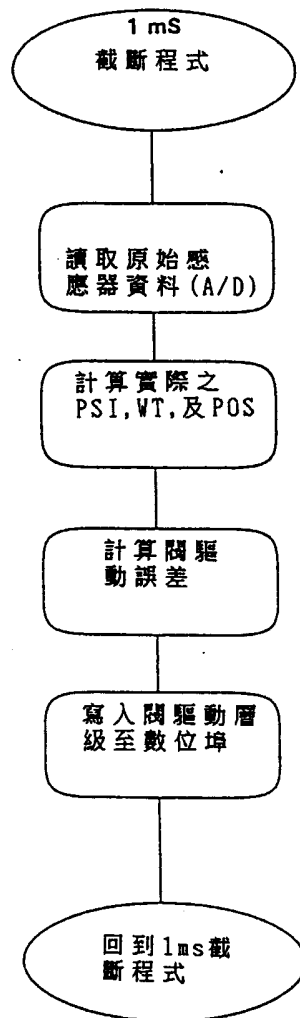 1 mS
截斷程式
讀取原始感
應器資料(A/D)
計算實際之
PSI,WT,及POS
計算閥驅
動誤差
寫入閥驅動層
級至數位埠
回到1ms截
斷程式